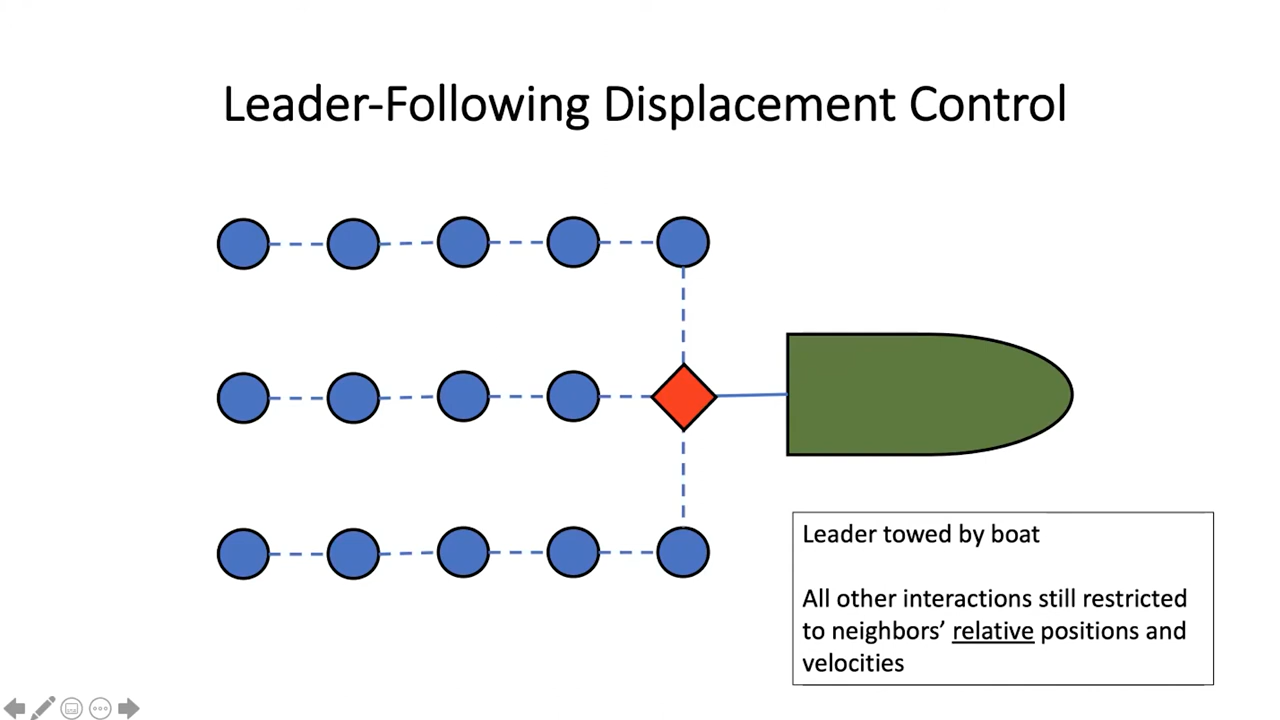 Leader-Following Displacement Control
Leader towed by boat
All other interactions still restricted
to neighbors’ relative positions and
velocities